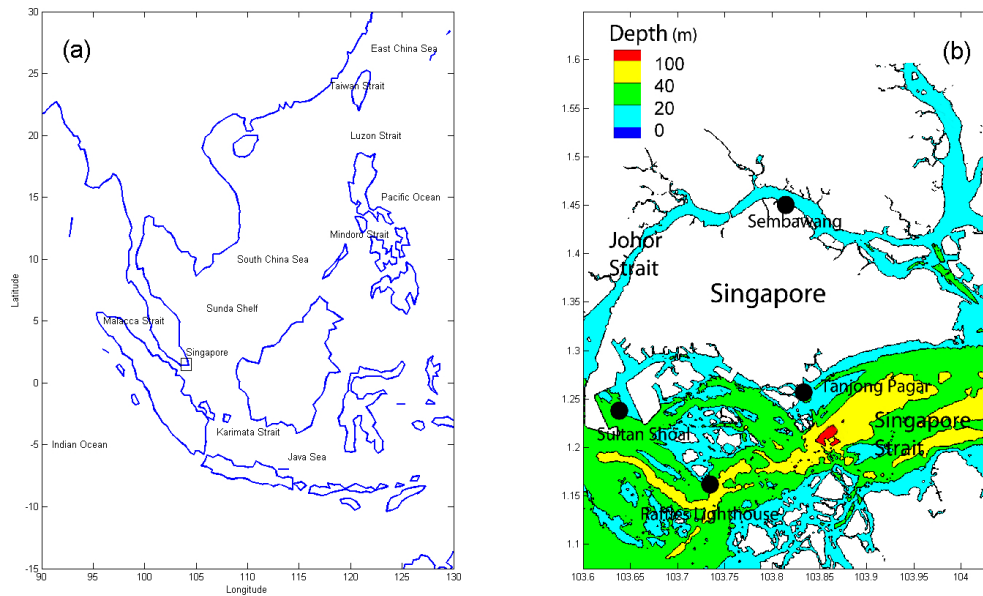 (a)
30
25
20
15
10
5
0
-5
-10
-15
90
95
100
105
110
115
120
125
130
Latitude
Longitude
East China Sea
Taiwan Strait
Luzon Strait
Pacific Ocean
Mindoro Strait
South China Sea
Sunda Shelf
Malacca Strait
Singapore
Karimata Strait
Indian Ocean
Java Sea
(b)
Depth (m)
100
40
20
0
1.6
1.55
1.5
1.45
1.4
1.35
1.3
1.25
1.2
1.15
1.1
103.6
103.65
103.7
103.75
103.8
103.85
103.9
103.95
104
Sembawang
Johor
Strait
Singapore
Tanjong Pagar
Singapore
Strait
Sultan Shoal
Raffles Lighthouse